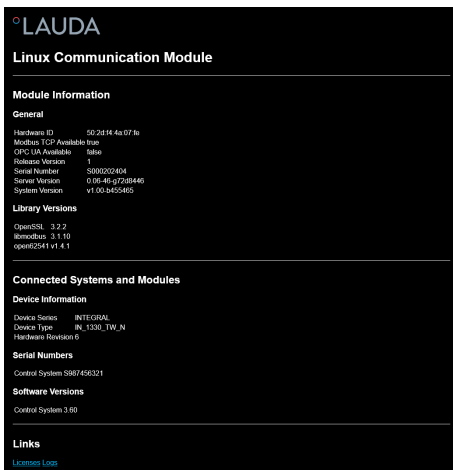 °LAUDA
Linux Communication Module
Module Information
General
Hardware ID 50:2d:f4:4a:07:fe
Modbus TCP Available true
OPC UA Available false
Release Version 1
Serial Number S000202404
Server Version 0.06-46-g72d8446
System Version v1.00-b455465
Library Versions
OpenSSL 3.2.2
libmodbus 3.1.10
open62541 v1.4.1
Connected Systems and Modules
Device Information
Device Series INTEGRAL
Device Type IN_1330_TW_N
Hardware Revision 6
Serial Numbers
Control System S987456321
Software Versions
Control System 3.60
Links
Licenses Logs